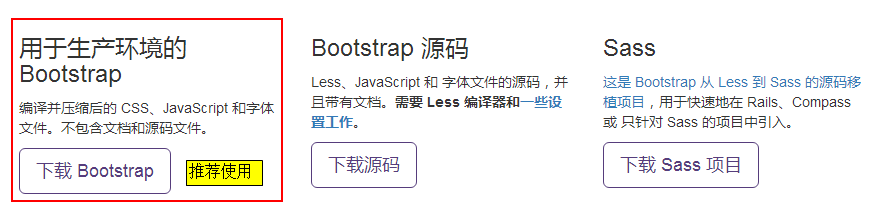 用于生产环境的
Bootstrap
编译并压缩后的 CSS、JavaScript 和字体
文件。不包含文档和源码文件。
下载 Bootstrap
推荐使用
Bootstrap 源码
Less、JavaScript 和 字体文件的源码，并
且带有文档。需要 Less 编译器和一些设
置工作。
下载源码
Sass
这是 Bootstrap 从 Less 到 Sass 的源码移
植项目，用于快速地在 Rails、Compass
或 只针对 Sass 的项目中引入。
下载 Sass 项目